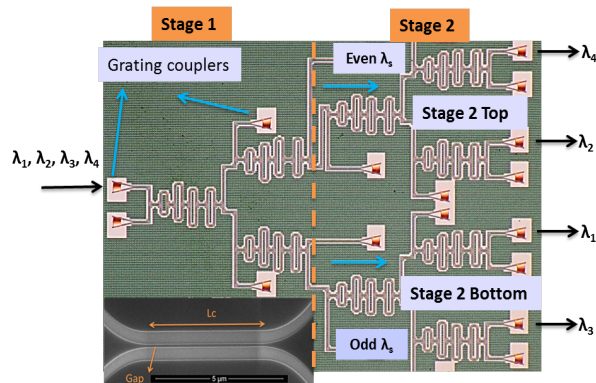 Stage 1
Stage 2
Grating couplers
Even λs
λ4
Stage 2 Top
λ1, λ2, λ3, λ4
λ2
λ1
Stage 2 Bottom
Lc
λ3
Odd λs
Gap
5 µm